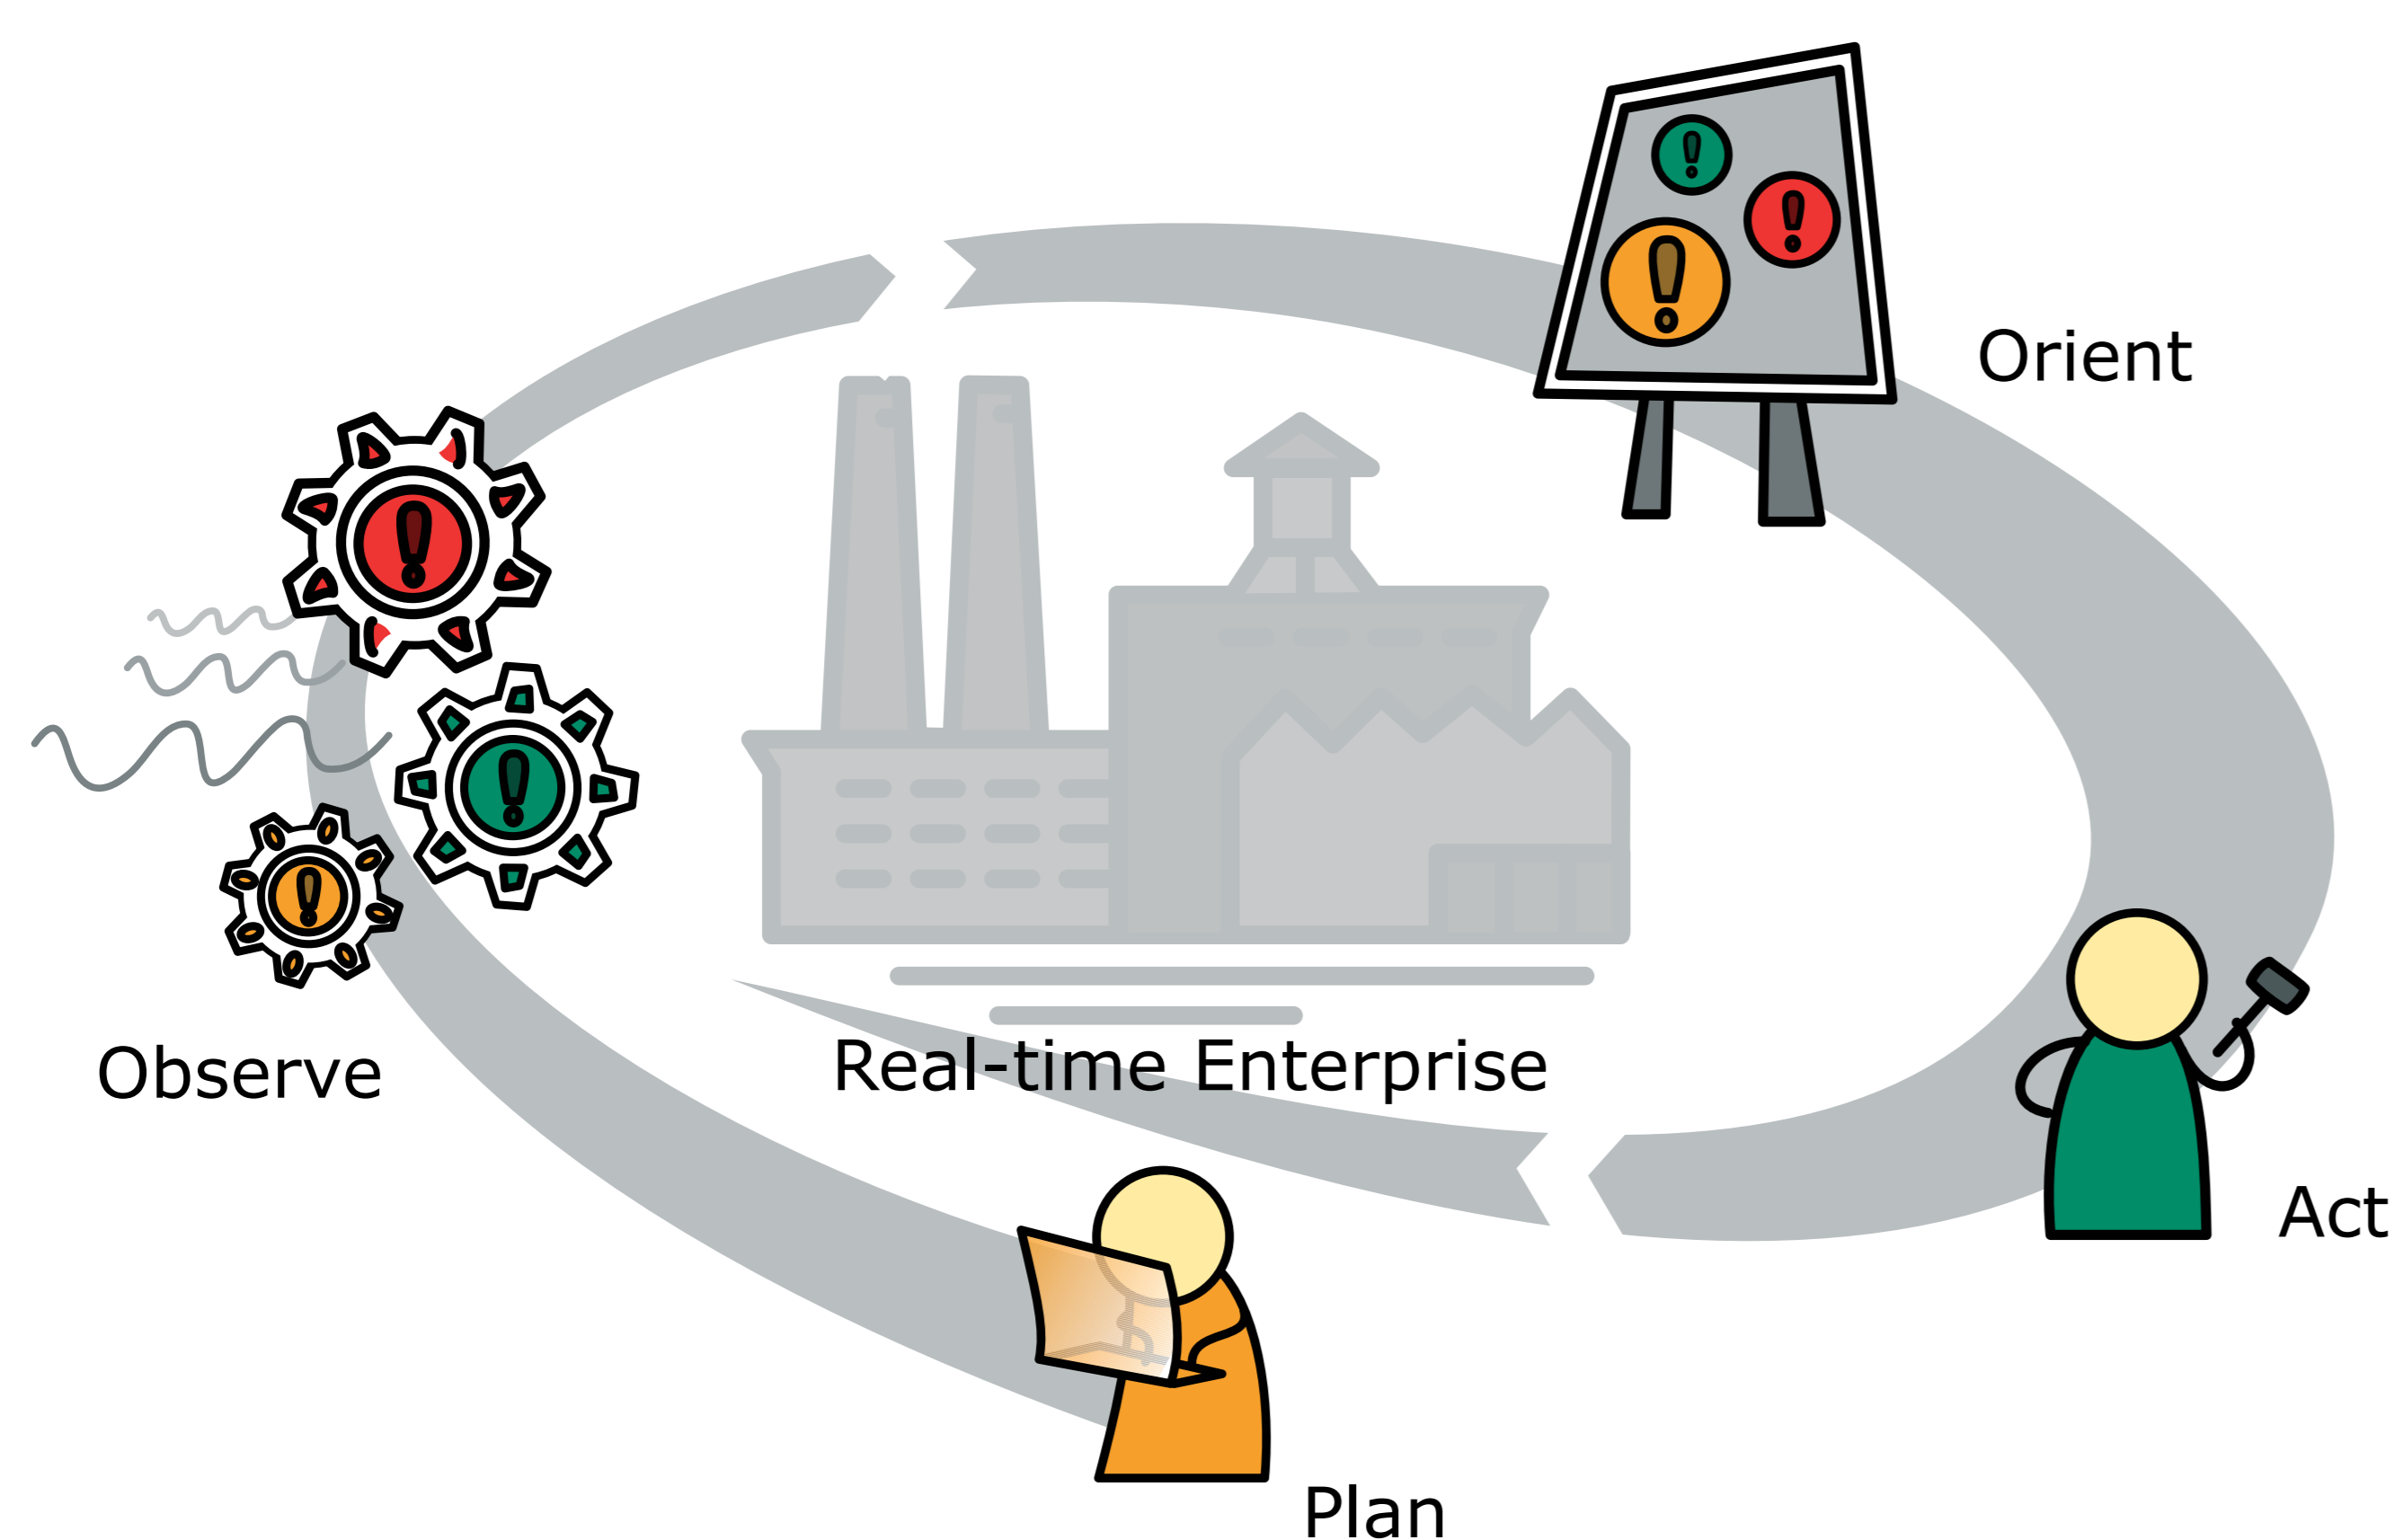 Orient
Observe
Real-time Enterprise
Act
$
Plan